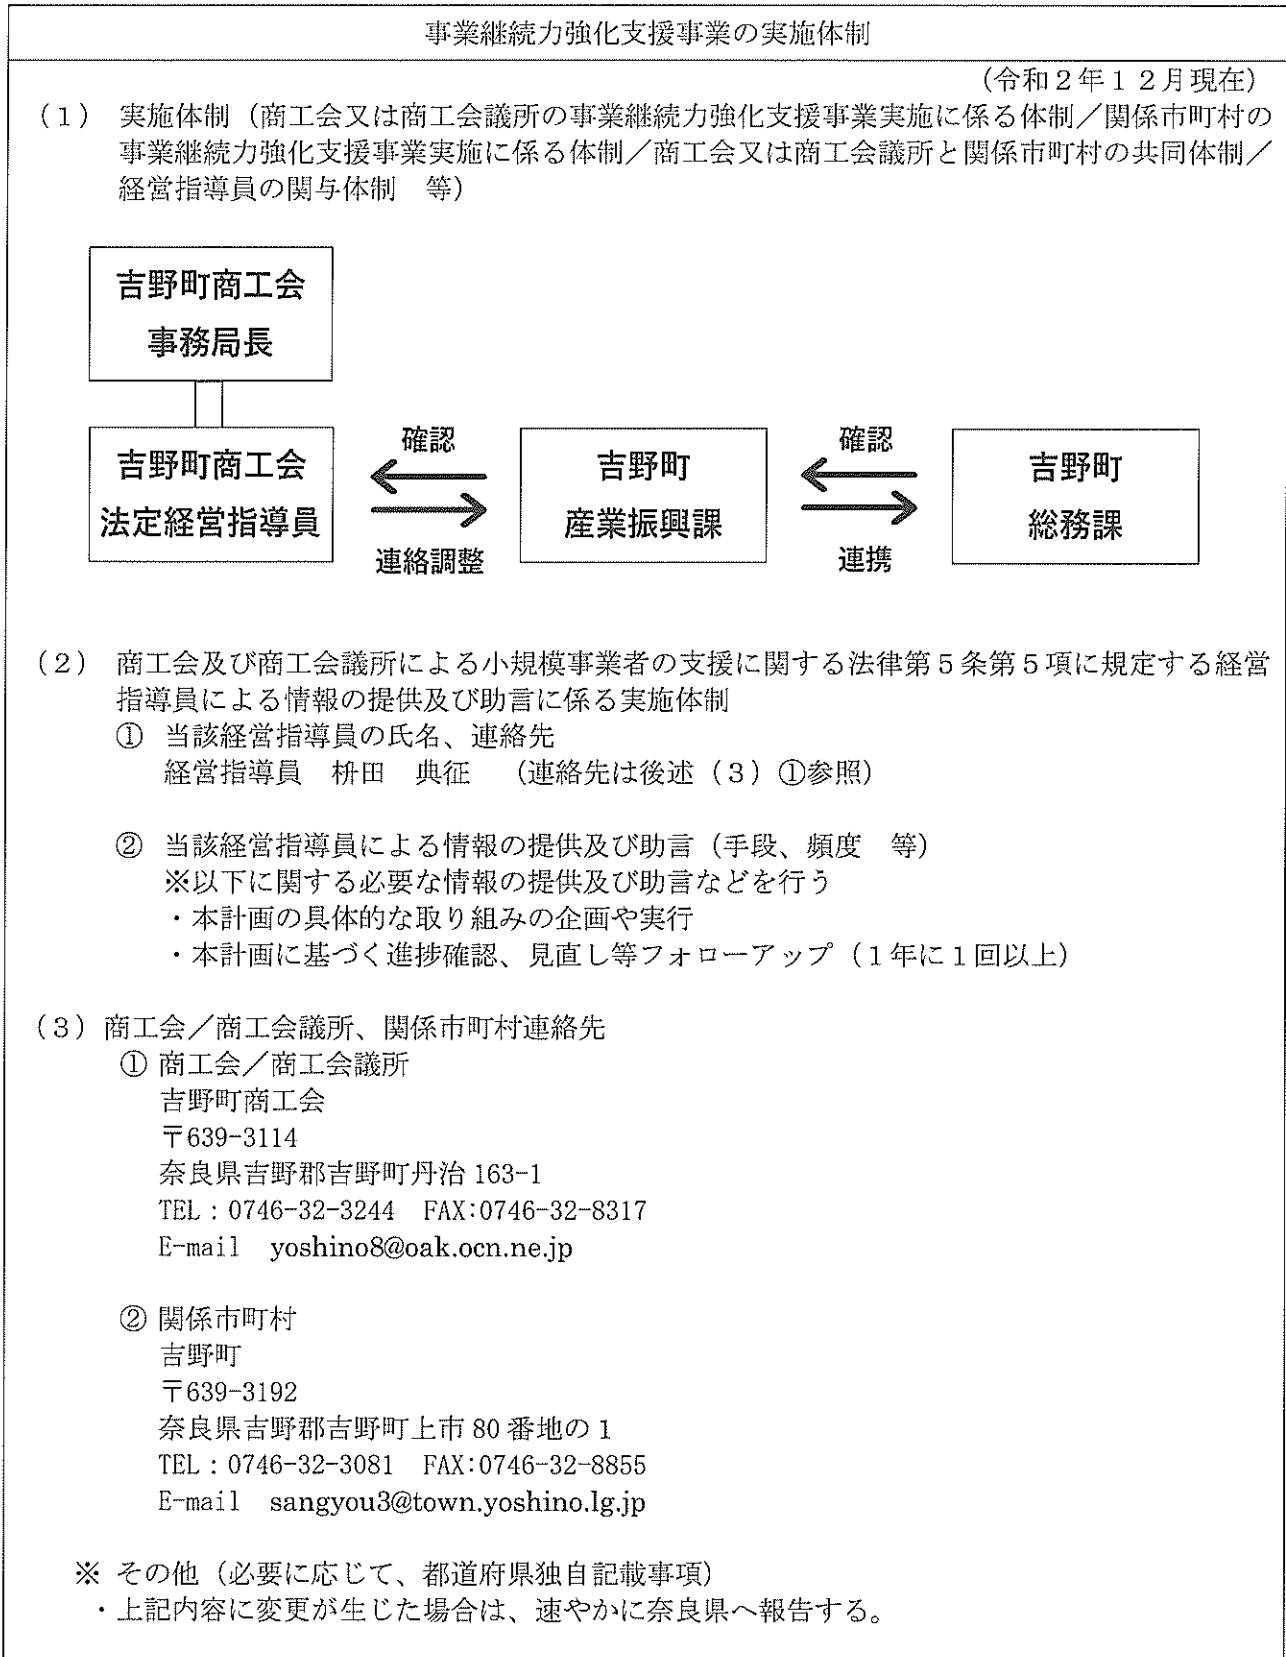 事業継続力強化支援事業の実施体制
(令和2年12月現在)
(1) 実施体制(商工会又は商工会議所の事業継続力強化支援事業実施に係る体制/関係市町村の
事業継続力強化支援事業実施に係る体制/商工会又は商工会議所と関係市町村の共同体制/
経営指導員の関与体制 等)
吉野町商工会
事務局長
吉野町商工会
法定経営指導員
確認
連絡調整
吉野町
産業振興課
確認
連携
吉野町
総務課
(2) 商工会及び商工会議所による小規模事業者の支援に関する法律第5条第5項に規定する経営
指導員による情報の提供及び助言に係る実施体制
① 当該経営指導員の氏名、連絡先
経営指導員 枡田 典征 (連絡先は後述(3)①参照)
② 当該経営指導員による情報の提供及び助言(手段、頻度 等)
※以下に関する必要な情報の提供及び助言などを行う
・本計画の具体的な取り組みの企画や実行
・本計画に基づく進捗確認、見直し等フォローアップ(1年に1回以上)
(3)商工会/商工会議所、関係市町村連絡先
① 商工会/商工会議所
吉野町商工会
〒639-3114
奈良県吉野郡吉野町丹治 163-1
TEL:0746-32-3244 FAX:0746-32-8317
E-mail yoshino8@oak.ocn.ne.jp
② 関係市町村
吉野町
〒639-3192
奈良県吉野郡吉野町上市 80 番地の 1
TEL:0746-32-3081 FAX:0746-32-8855
E-mail sangyou3@town.yoshino.lg.jp
※ その他(必要に応じて、都道府県独自記載事項)
・上記内容に変更が生じた場合は、速やかに奈良県へ報告する。